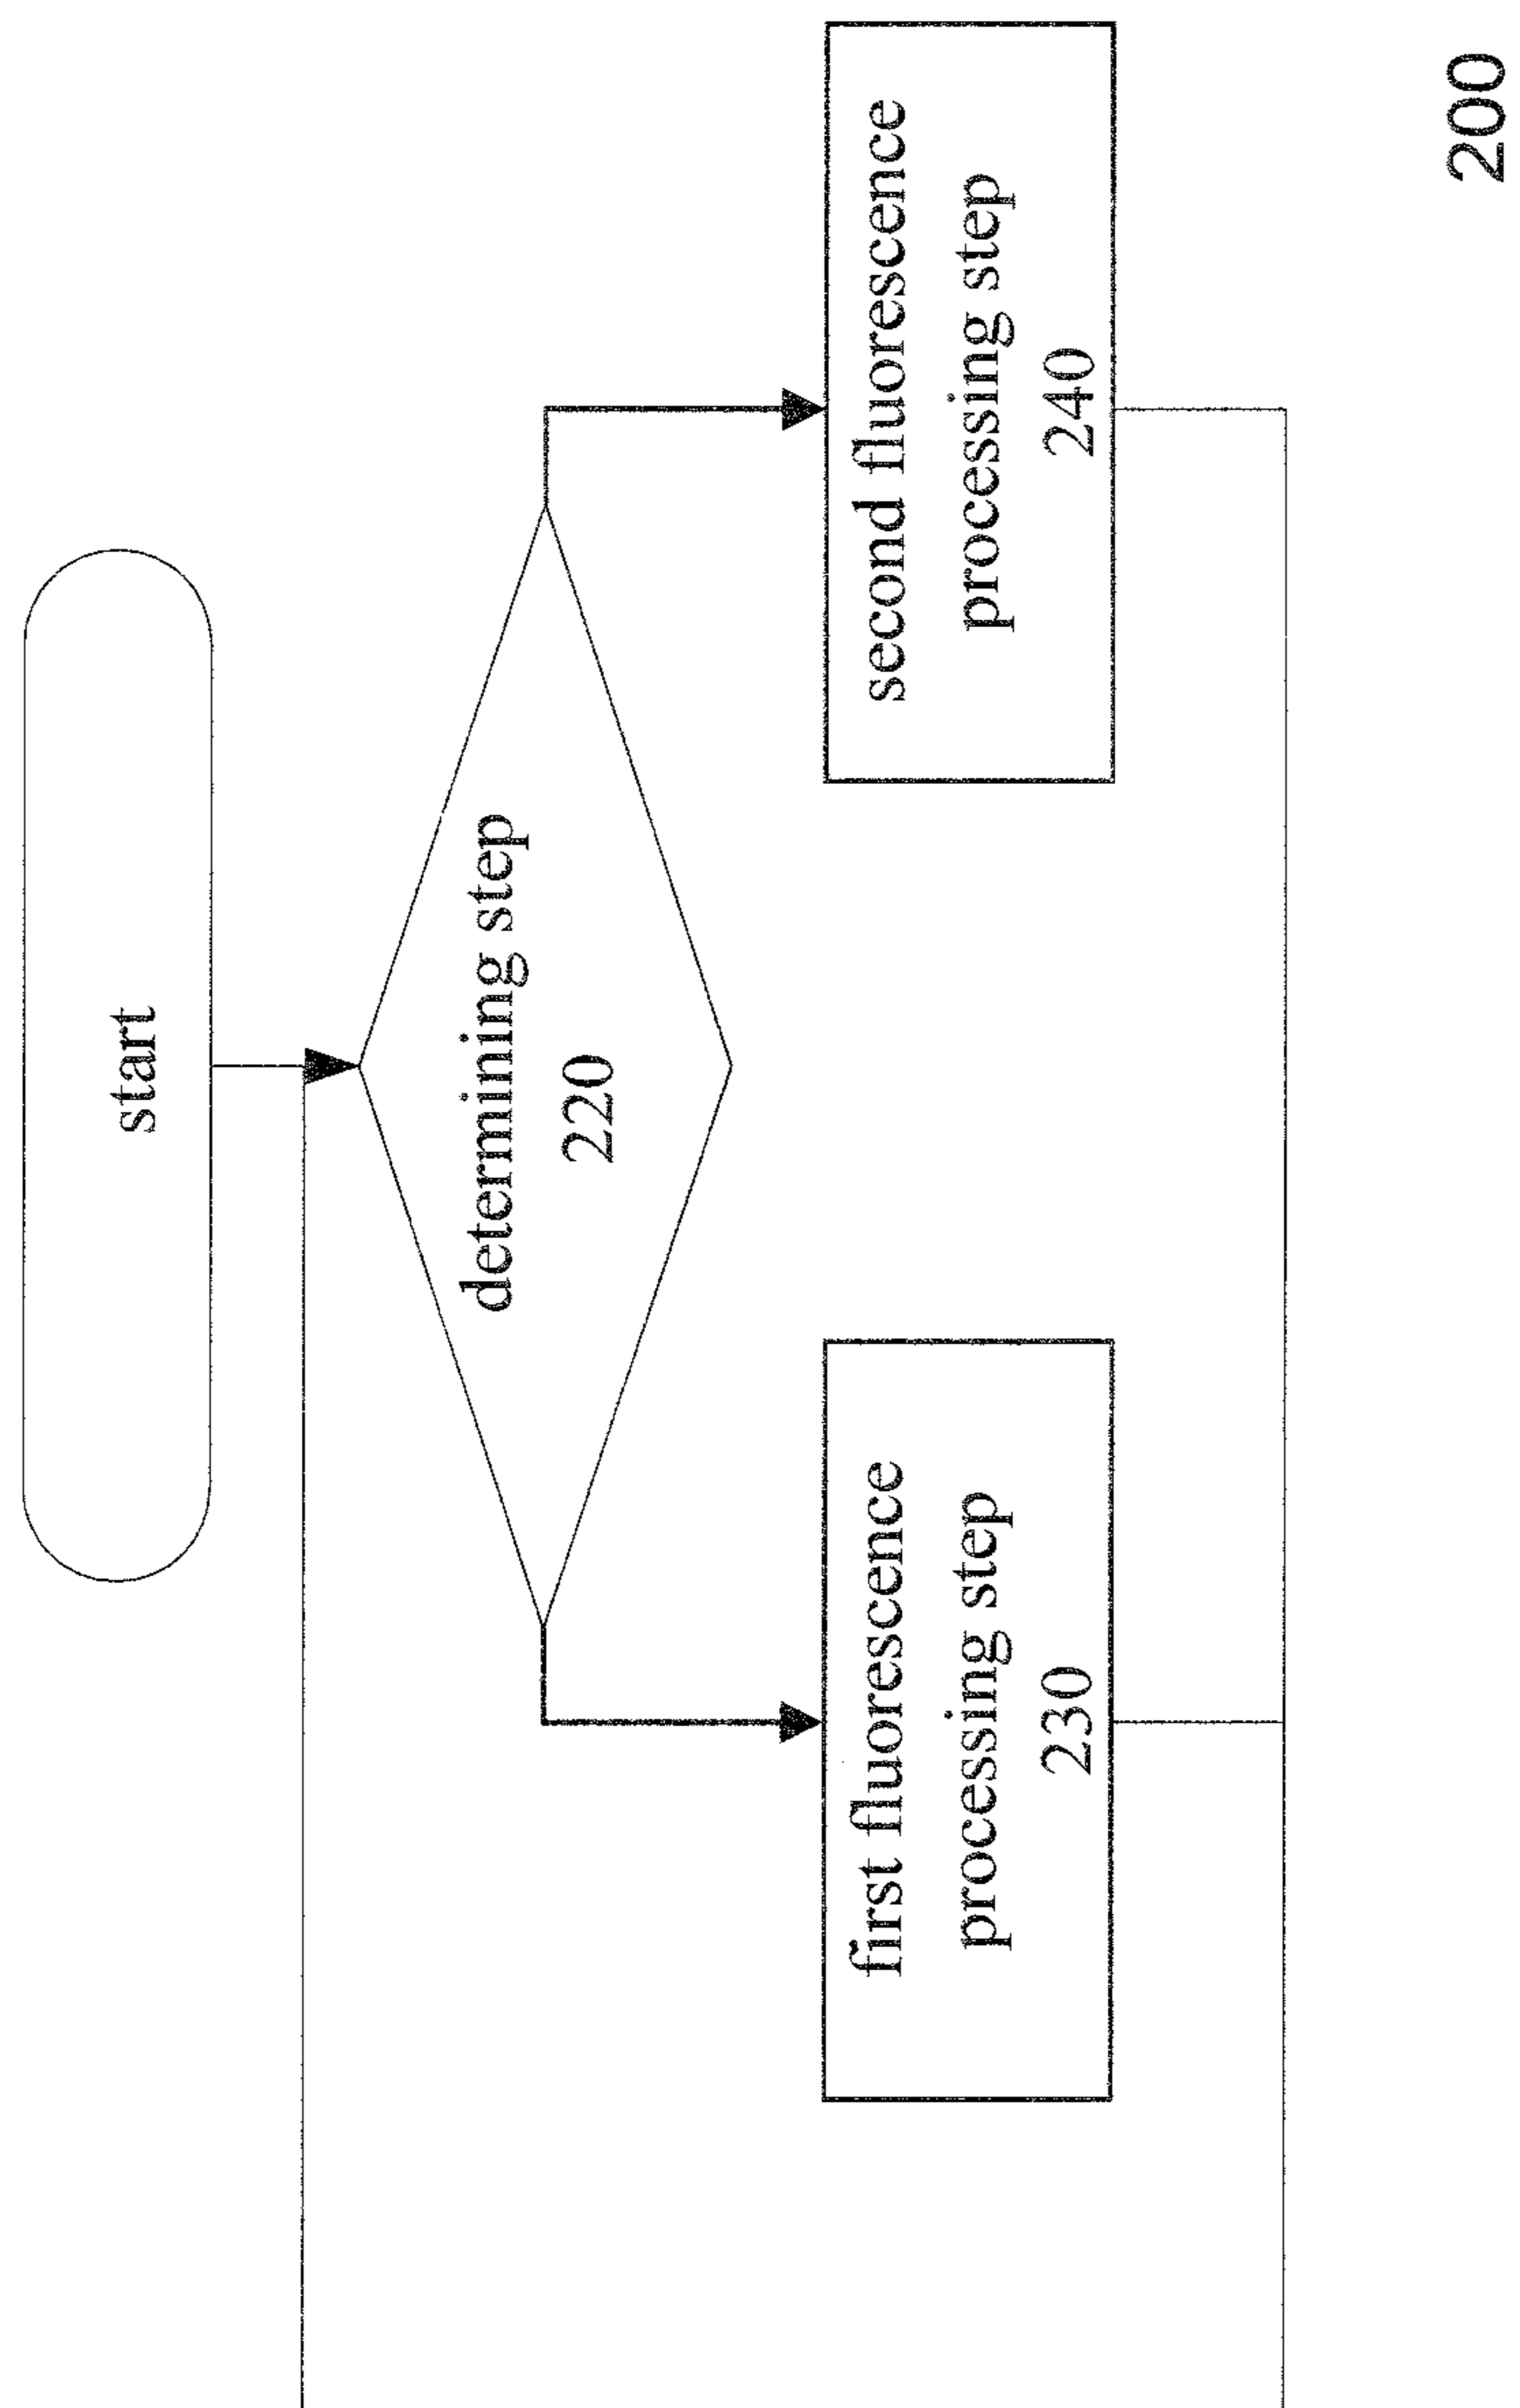 start
determining step
220
first fluorescence
processing step
230
second fluorescence
processing step
240
200